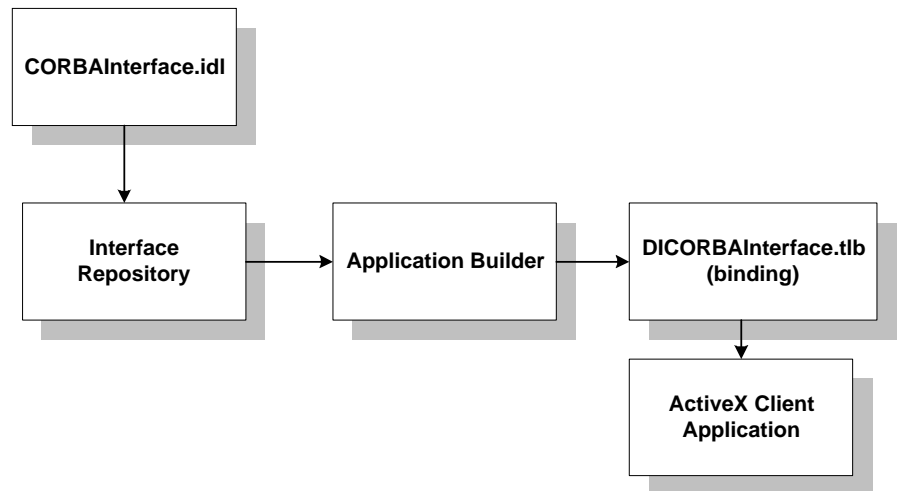 CORBAInterface.idl
Interface
Repository
Application Builder
DICORBAInterface.tlb
(binding)
ActiveX Client
Application